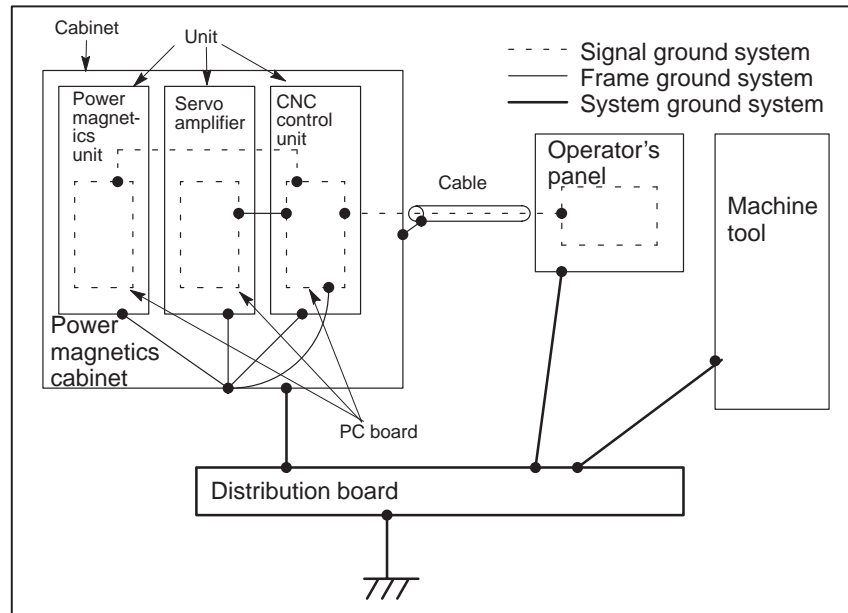 Cabinet
Unit
Signal ground system
Frame ground system
System ground system
Power
magnet-
ics
unit
Servo
amplifier
CNC
control
unit
Operator's
panel
Cable
Machine
tool
Power
magnetics
cabinet
PC board
Distribution board